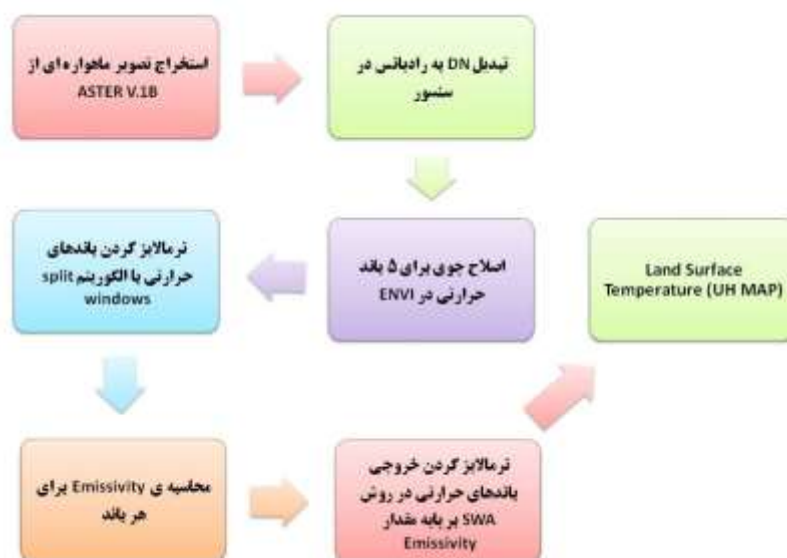 استخراج تصویر ماهواره ای از
ASTER V.1B
تبدیل DN به رادیانس در
سنسور
اصلاح جوی برای ۵ باند
حرارتی در ENVI
نرمالایز کردن باندهای
حرارتی با الگوریتم split
windows
محاسبه ی Emissivity برای
هر باند
نرمالایز کردن خروجی
باندهای حرارتی در روش
SWA بر پایه مقدار
Emissivity
Land Surface
Temperature (UH MAP)